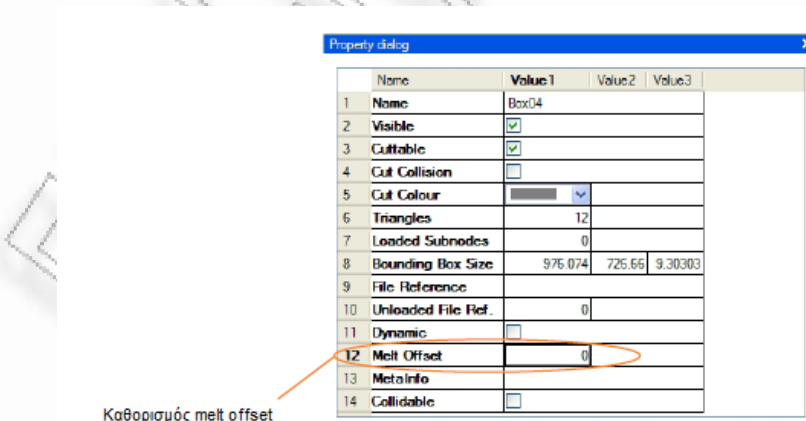 Property dialog
Name Value1 Value2 Value3
1 Name Box04
2 Visible
3 Cuttable
4 Cut Collision
5 Cut Colour
6 Triangles 12
7 Loaded Subnodes 0
8 Bounding Box Size 976.074 726.66 9.30303
9 File Reference
10 Unloaded File Ref. 0
11 Dynamic
12 Melt Offset 0
13 MetaInfo
14 Collidable
Καθορισμός melt offset